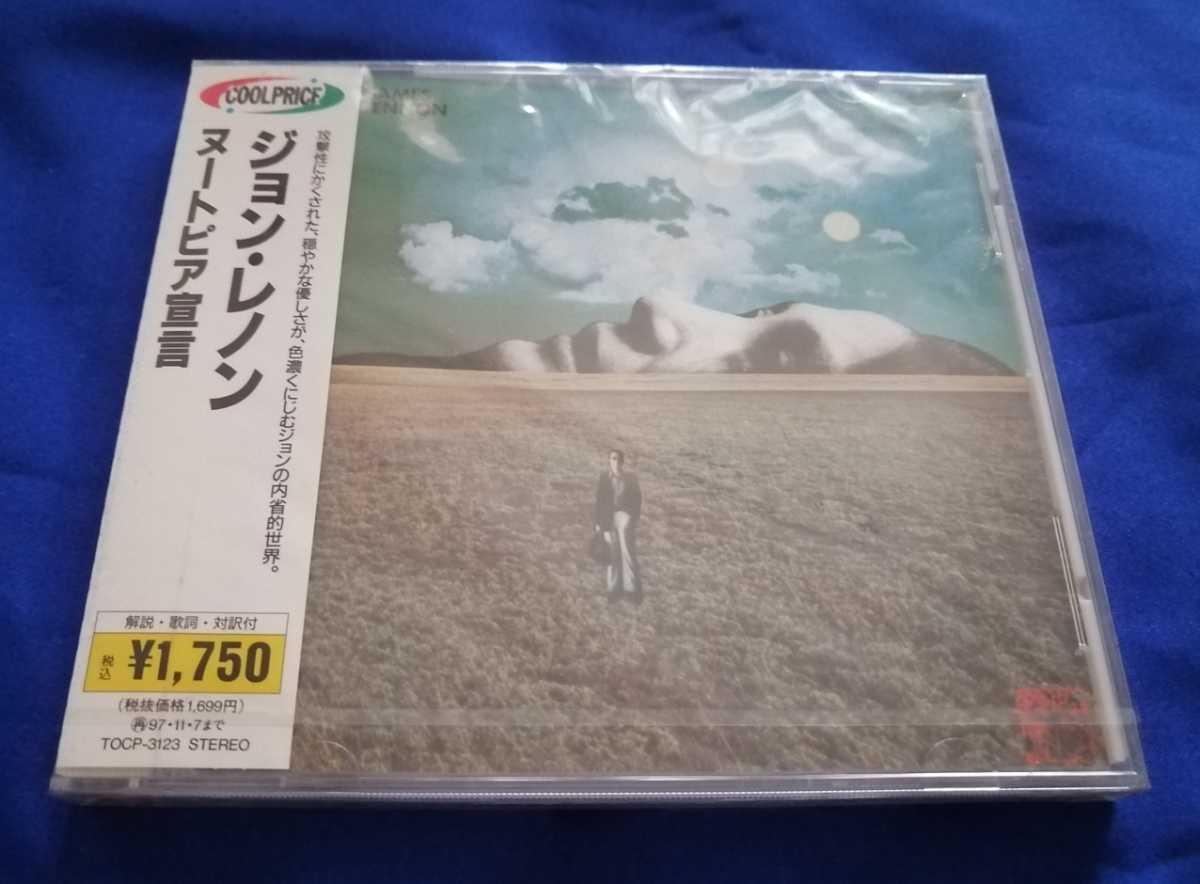 COOLPRICE
ジョン・レノン
ヌートピア宣言
攻撃性にかくされた、穏やかな優しさが、色濃くにじむジョンの内省的世界。
解説・歌詞・対訳付
税込 ¥1,750
(税抜価格1,699円)
再97・11・7まで
TOCP-3123 STEREO